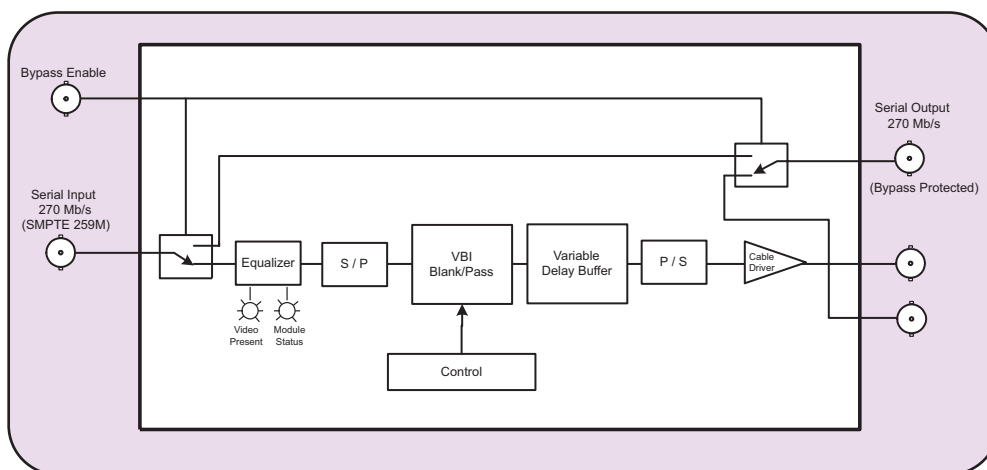 Bypass Enable
Serial Output
270 Mb/s
(Bypass Protected)
Serial Input
270 Mb/s
(SMPTE 259M)
Equalizer
S / P
VBI
Blank/Pass
Variable
Delay Buffer
P / S
Cable
Driver
Video
Present
Module
Status
Control